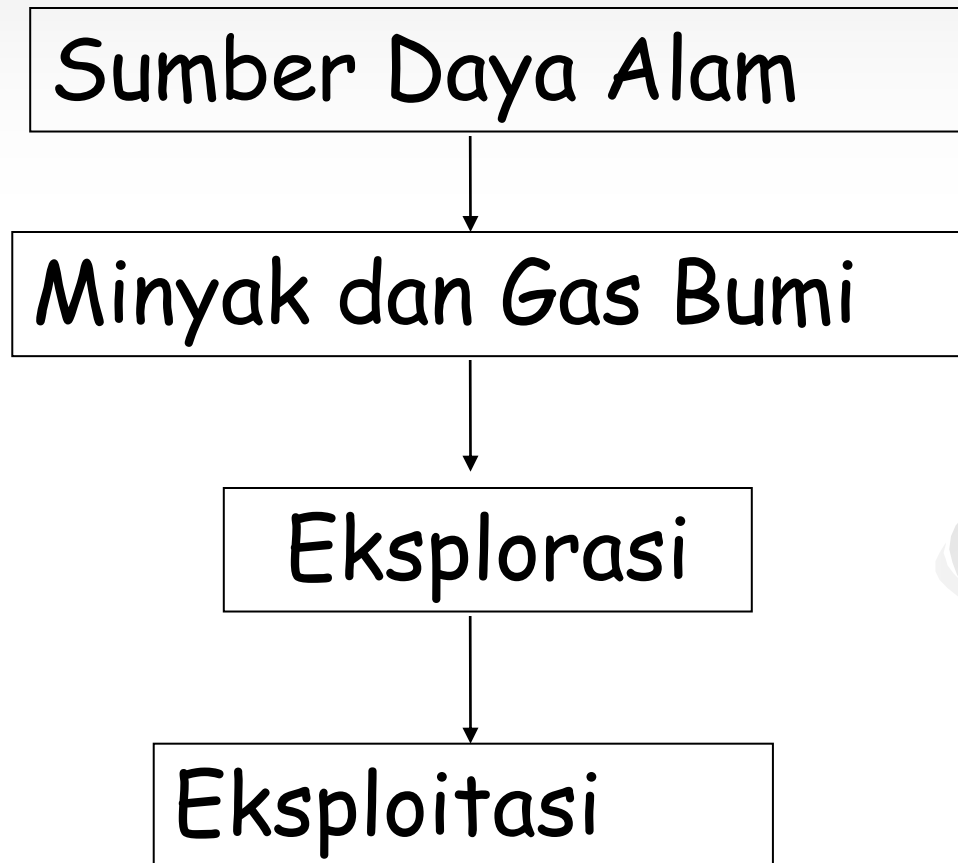 Sumber Daya Alam
Minyak dan Gas Bumi
Eksplorasi
Eksploitasi